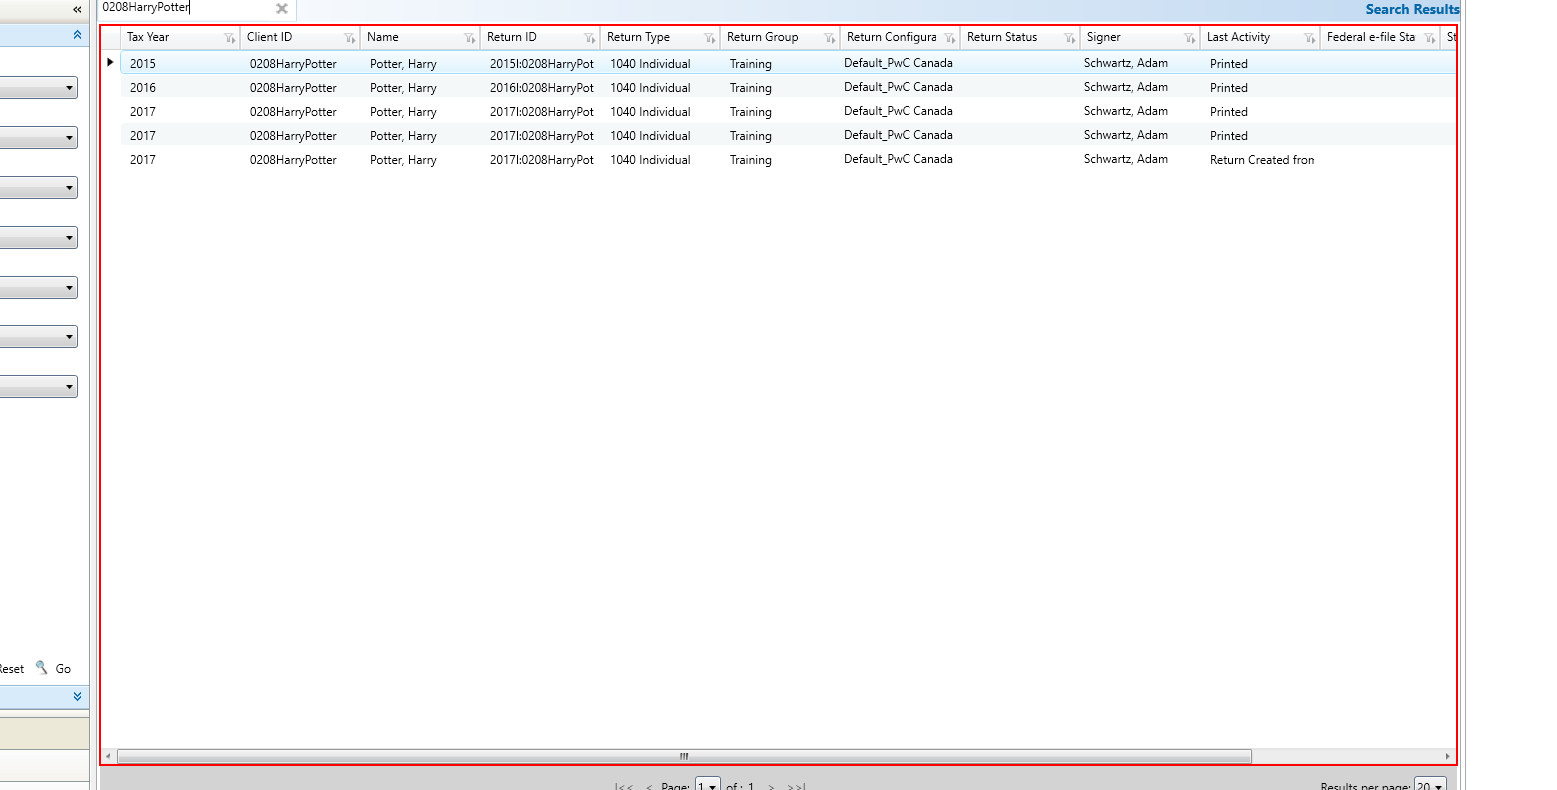 0208HarryPotter
Search Results
Tax Year Client ID Name Return ID Return Type Return Group Return Configura Return Status Signer Last Activity Federal e-file Sta St
2015 0208HarryPotter Potter, Harry 2015I:0208HarryPot 1040 Individual Training Default_PwC Canada Schwartz, Adam Printed
2016 0208HarryPotter Potter, Harry 2016I:0208HarryPot 1040 Individual Training Default_PwC Canada Schwartz, Adam Printed
2017 0208HarryPotter Potter, Harry 2017I:0208HarryPot 1040 Individual Training Default_PwC Canada Schwartz, Adam Printed
2017 0208HarryPotter Potter, Harry 2017I:0208HarryPot 1040 Individual Training Default_PwC Canada Schwartz, Adam Printed
2017 0208HarryPotter Potter, Harry 2017I:0208HarryPot 1040 Individual Training Default_PwC Canada Schwartz, Adam Return Created fron
Reset Go
|<< < Page: 1 of : 1 > >>| Results per page: 20